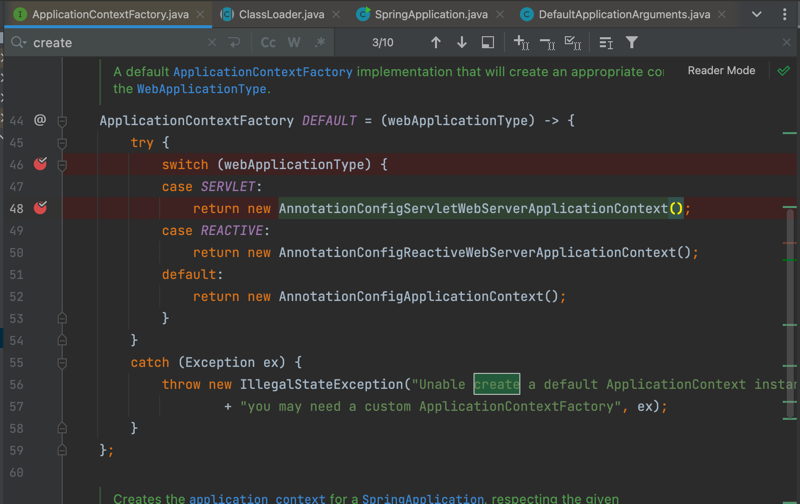 ApplicationContextFactory.java
ClassLoader.java
SpringApplication.java
DefaultApplicationArguments.java
create
Cc W .*
3/10
A default ApplicationContextFactory implementation that will create an appropriate
the WebApplicationType.
Reader Mode
44 @ ApplicationContextFactory DEFAULT = (webApplicationType) -> {
45 try {
46 switch (webApplicationType) {
47 case SERVLET:
48 return new AnnotationConfigServletWebServerApplicationContext();
49 case REACTIVE:
50 return new AnnotationConfigReactiveWebServerApplicationContext();
51 default:
52 return new AnnotationConfigApplicationContext();
53 }
54 }
55 catch (Exception ex) {
56 throw new IllegalStateException("Unable create a default ApplicationContext instan
57 + "you may need a custom ApplicationContextFactory", ex);
58 }
59 };
60
Creates the application context for a SpringApplication, respecting the given